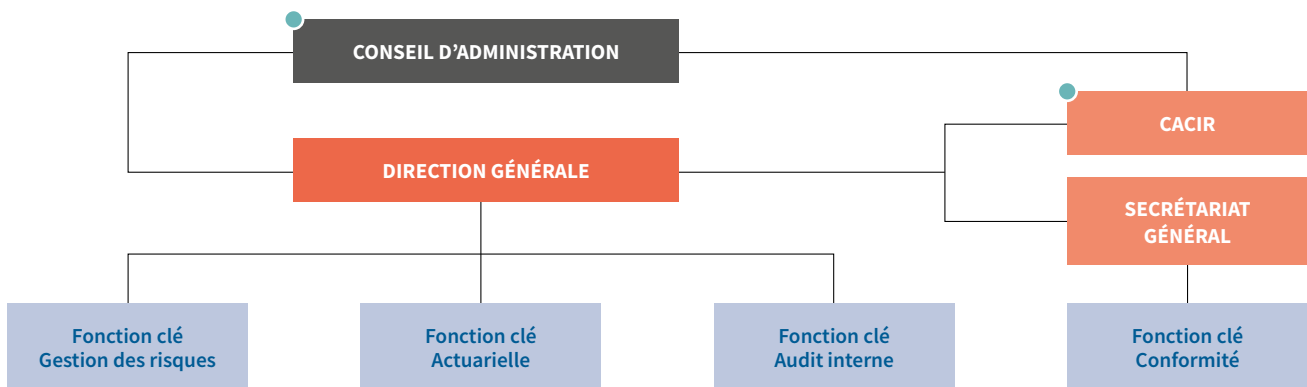 CONSEIL D’ADMINISTRATION
CACIR
DIRECTION GÉNÉRALE
SECRÉTARIAT
GÉNÉRAL
Fonction clé
Gestion des risques
Fonction clé
Actuarielle
Fonction clé
Audit interne
Fonction clé
Conformité